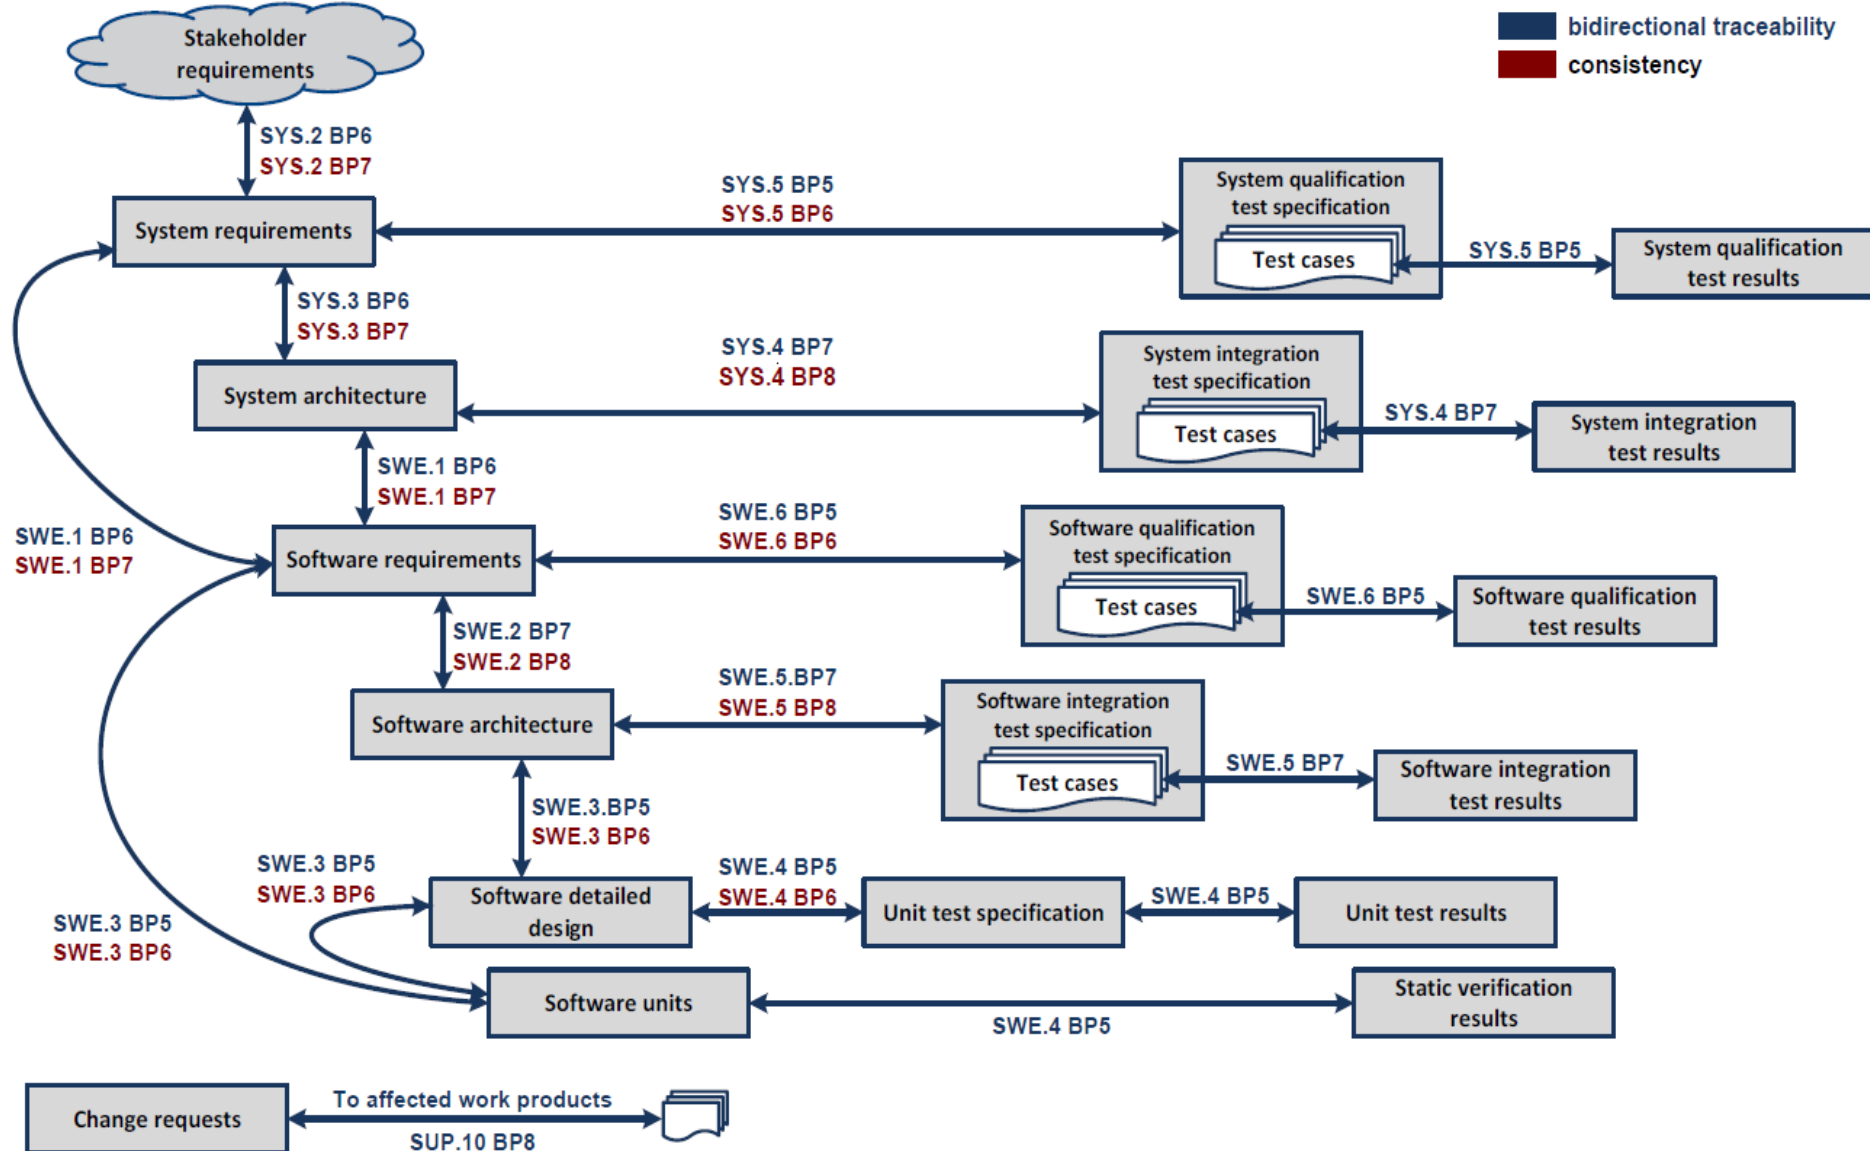 Stakeholder
requirements
bidirectional traceability
consistency
SYS.2 BP6
SYS.2 BP7
System requirements
SYS.5 BP5
SYS.5 BP6
System qualification
test specification
Test cases
SYS.5 BP5
System qualification
test results
SYS.3 BP6
SYS.3 BP7
System architecture
SYS.4 BP7
SYS.4 BP8
System integration
test specification
Test cases
SYS.4 BP7
System integration
test results
SWE.1 BP6
SWE.1 BP7
SWE.1 BP6
SWE.1 BP7
Software requirements
SWE.6 BP5
SWE.6 BP6
Software qualification
test specification
Test cases
SWE.6 BP5
Software qualification
test results
SWE.2 BP7
SWE.2 BP8
Software architecture
SWE.5.BP7
SWE.5 BP8
Software integration
test specification
Test cases
SWE.5 BP7
Software integration
test results
SWE.3.BP5
SWE.3 BP6
SWE.3 BP5
SWE.3 BP6
SWE.3 BP5
SWE.3 BP6
Software detailed
design
SWE.4 BP5
SWE.4 BP6
Unit test specification
SWE.4 BP5
Unit test results
Software units
SWE.4 BP5
Static verification
results
Change requests
To affected work products
SUP.10 BP8